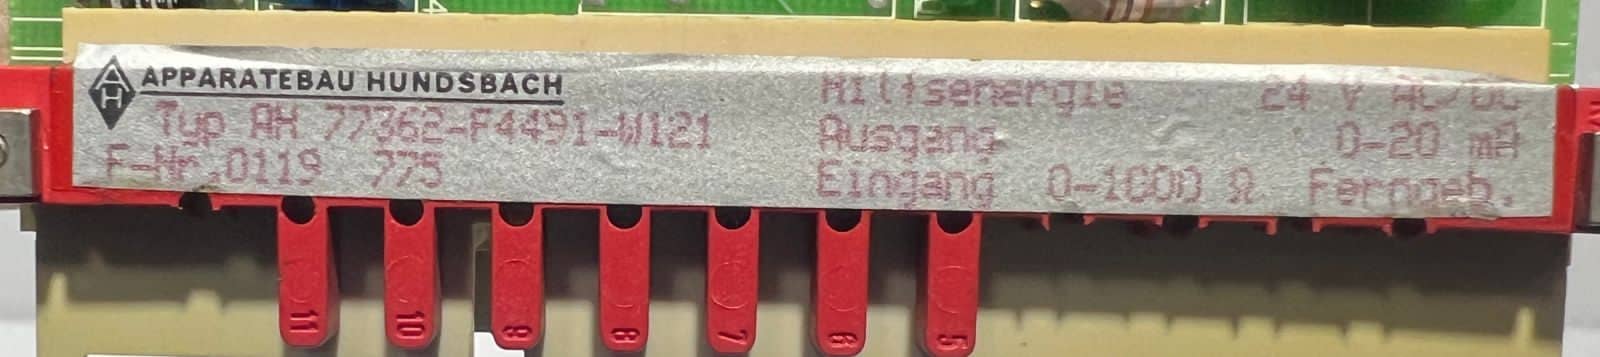 AH APPARATEBAU HUNDSBACH
Typ AH 77362-F4491-W121
F-Nr.0119 775
Hilfsenergie 24 V AC/DC
Ausgang 0-20 mA
Eingang 0-1000 Ω Ferngeb.
11 10 9 8 7 6 5